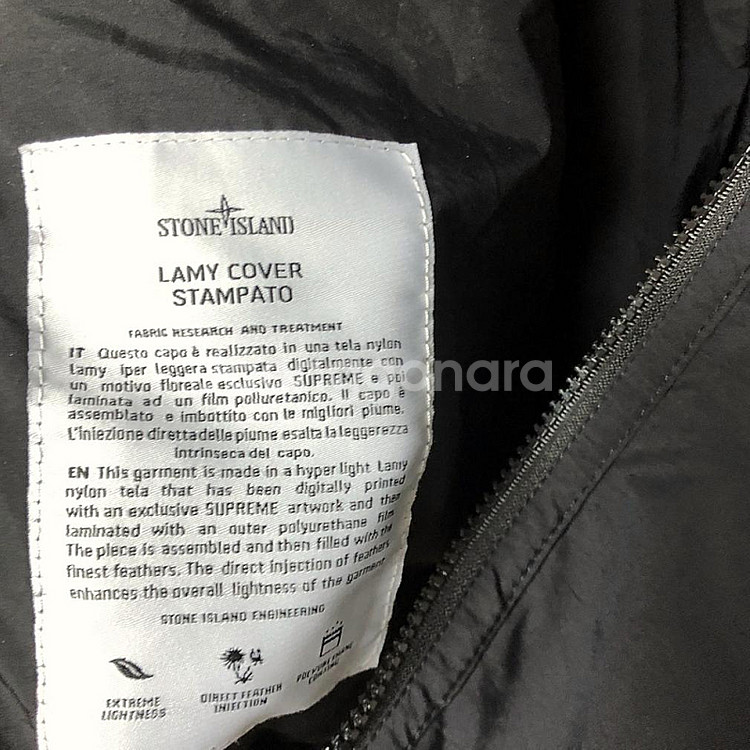 STONE ISLAND
LAMY COVER
STAMPATO
FABRIC RESEARCH AND TREATMENT
IT Questo capo è realizzato in una tela nylon
Lamy iper leggera stampata digitalmente con
un motivo floreale esclusivo SUPREME e poi
laminata ad un film poliuretanico. Il capo è
assemblato e imbottito con le migliori piume.
L'iniezione diretta delle piume esalta la leggerezza
intrinseca del capo.
EN This garment is made in a hyper light Lamy
nylon tela that has been digitally printed
with an exclusive SUPREME artwork and then
laminated with an outer polyurethane film
The piece is assembled and then filled with the
finest feathers. The direct injection of feathers
enhances the overall lightness of the garment
STONE ISLAND ENGINEERING
EXTREME
LIGHTNESS
DIRECT FEATHER
INJECTION
POLYURETHANE
COATING
onara